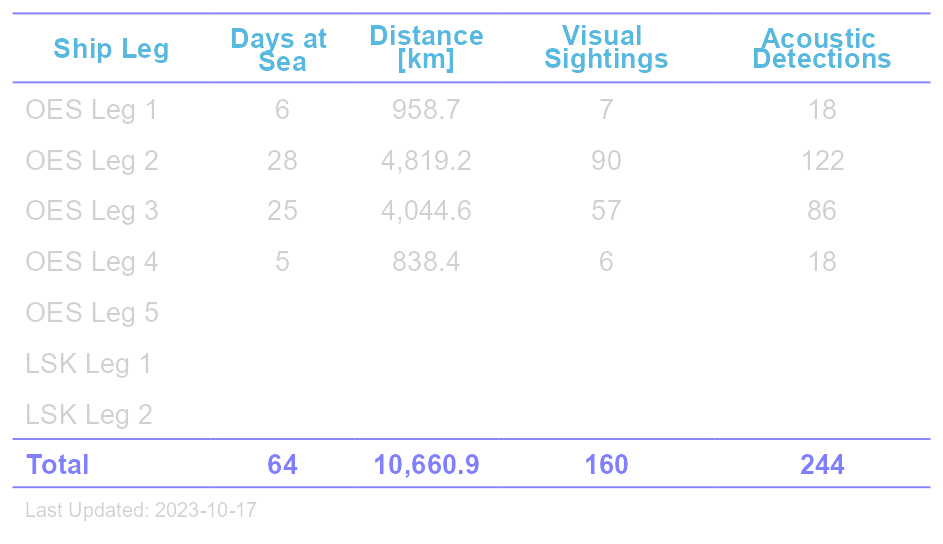 Ship Leg Days at Sea Distance [km] Visual Sightings Acoustic Detections
OES Leg 1 6 958.7 7 18
OES Leg 2 28 4,819.2 90 122
OES Leg 3 25 4,044.6 57 86
OES Leg 4 5 838.4 6 18
OES Leg 5
LSK Leg 1
LSK Leg 2
Total 64 10,660.9 160 244
Last Updated: 2023-10-17